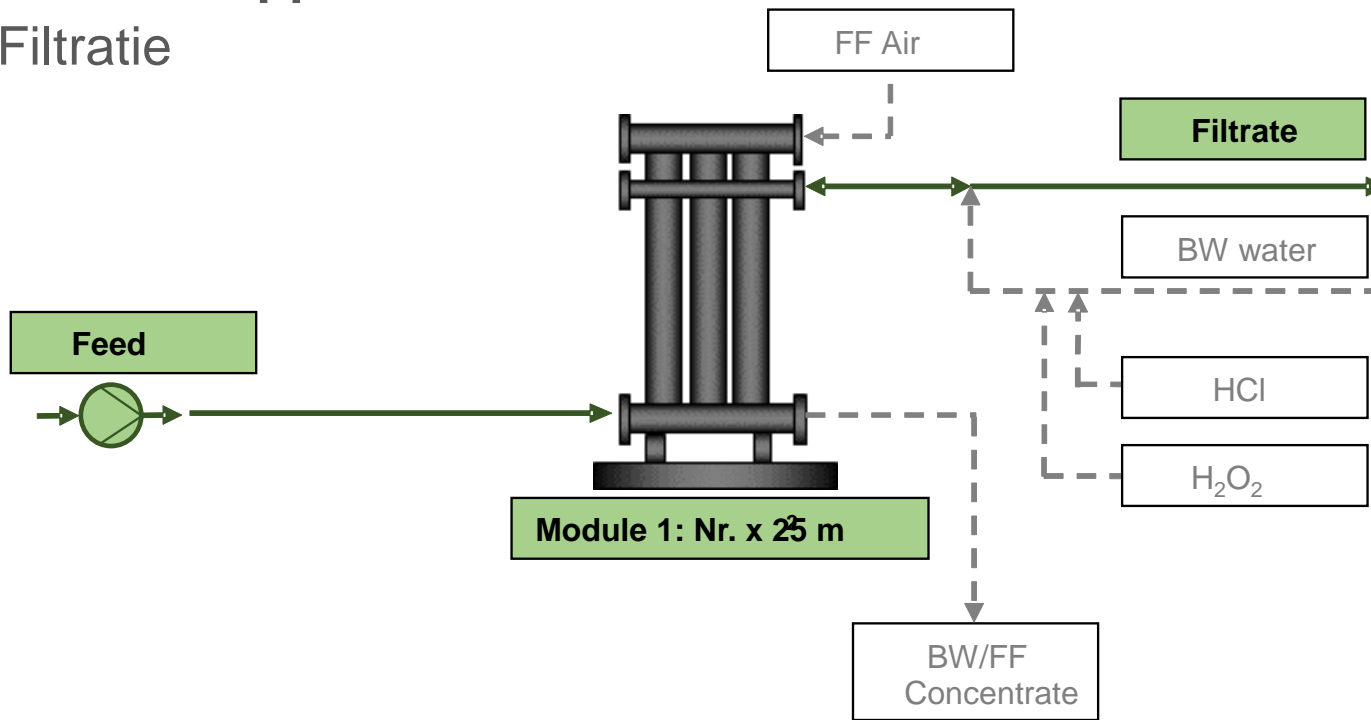 Filtratie
FF Air
Filtrate
BW water
Feed
HCl
H₂O₂
Module 1: Nr. x 25 m²
BW/FF
Concentrate